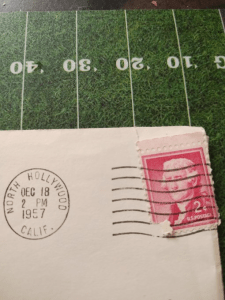 G 10 20 30 40
NORTH HOLLYWOOD
DEC 18
2 PM
1957
CALIF.
2¢